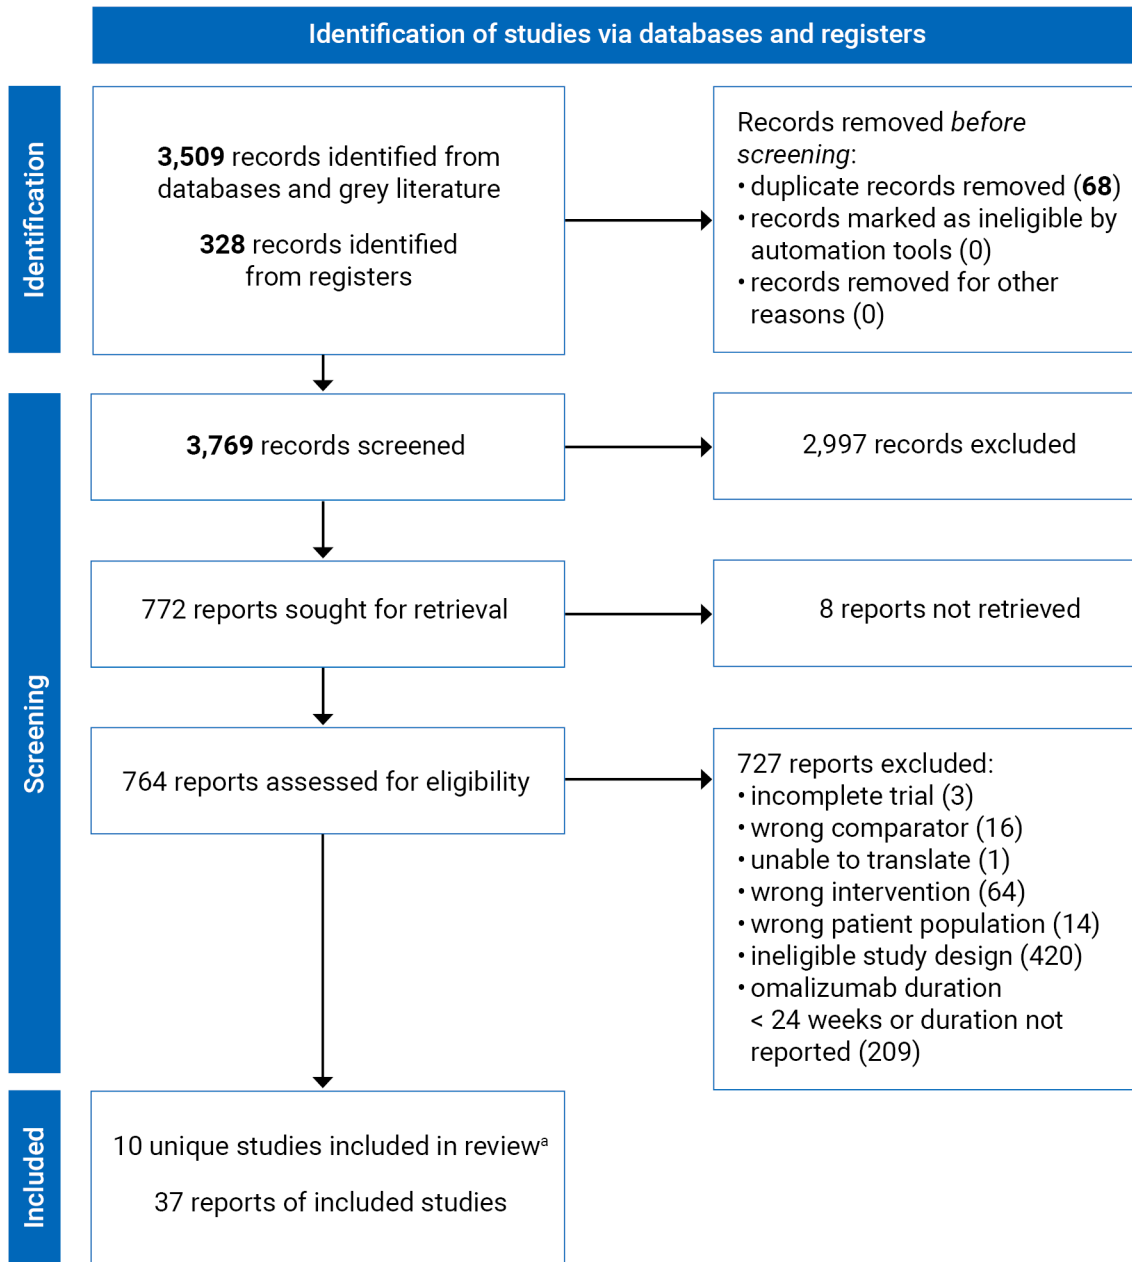 Identification of studies via databases and registers
Identification
3,509 records identified from
databases and grey literature
328 records identified
from registers
Records removed before
screening:
• duplicate records removed (68)
• records marked as ineligible by
automation tools (0)
• records removed for other
reasons (0)
Screening
3,769 records screened
2,997 records excluded
772 reports sought for retrieval
8 reports not retrieved
764 reports assessed for eligibility
727 reports excluded:
• incomplete trial (3)
• wrong comparator (16)
• unable to translate (1)
• wrong intervention (64)
• wrong patient population (14)
• ineligible study design (420)
• omalizumab duration
< 24 weeks or duration not
reported (209)
Included
10 unique studies included in reviewᵃ
37 reports of included studies